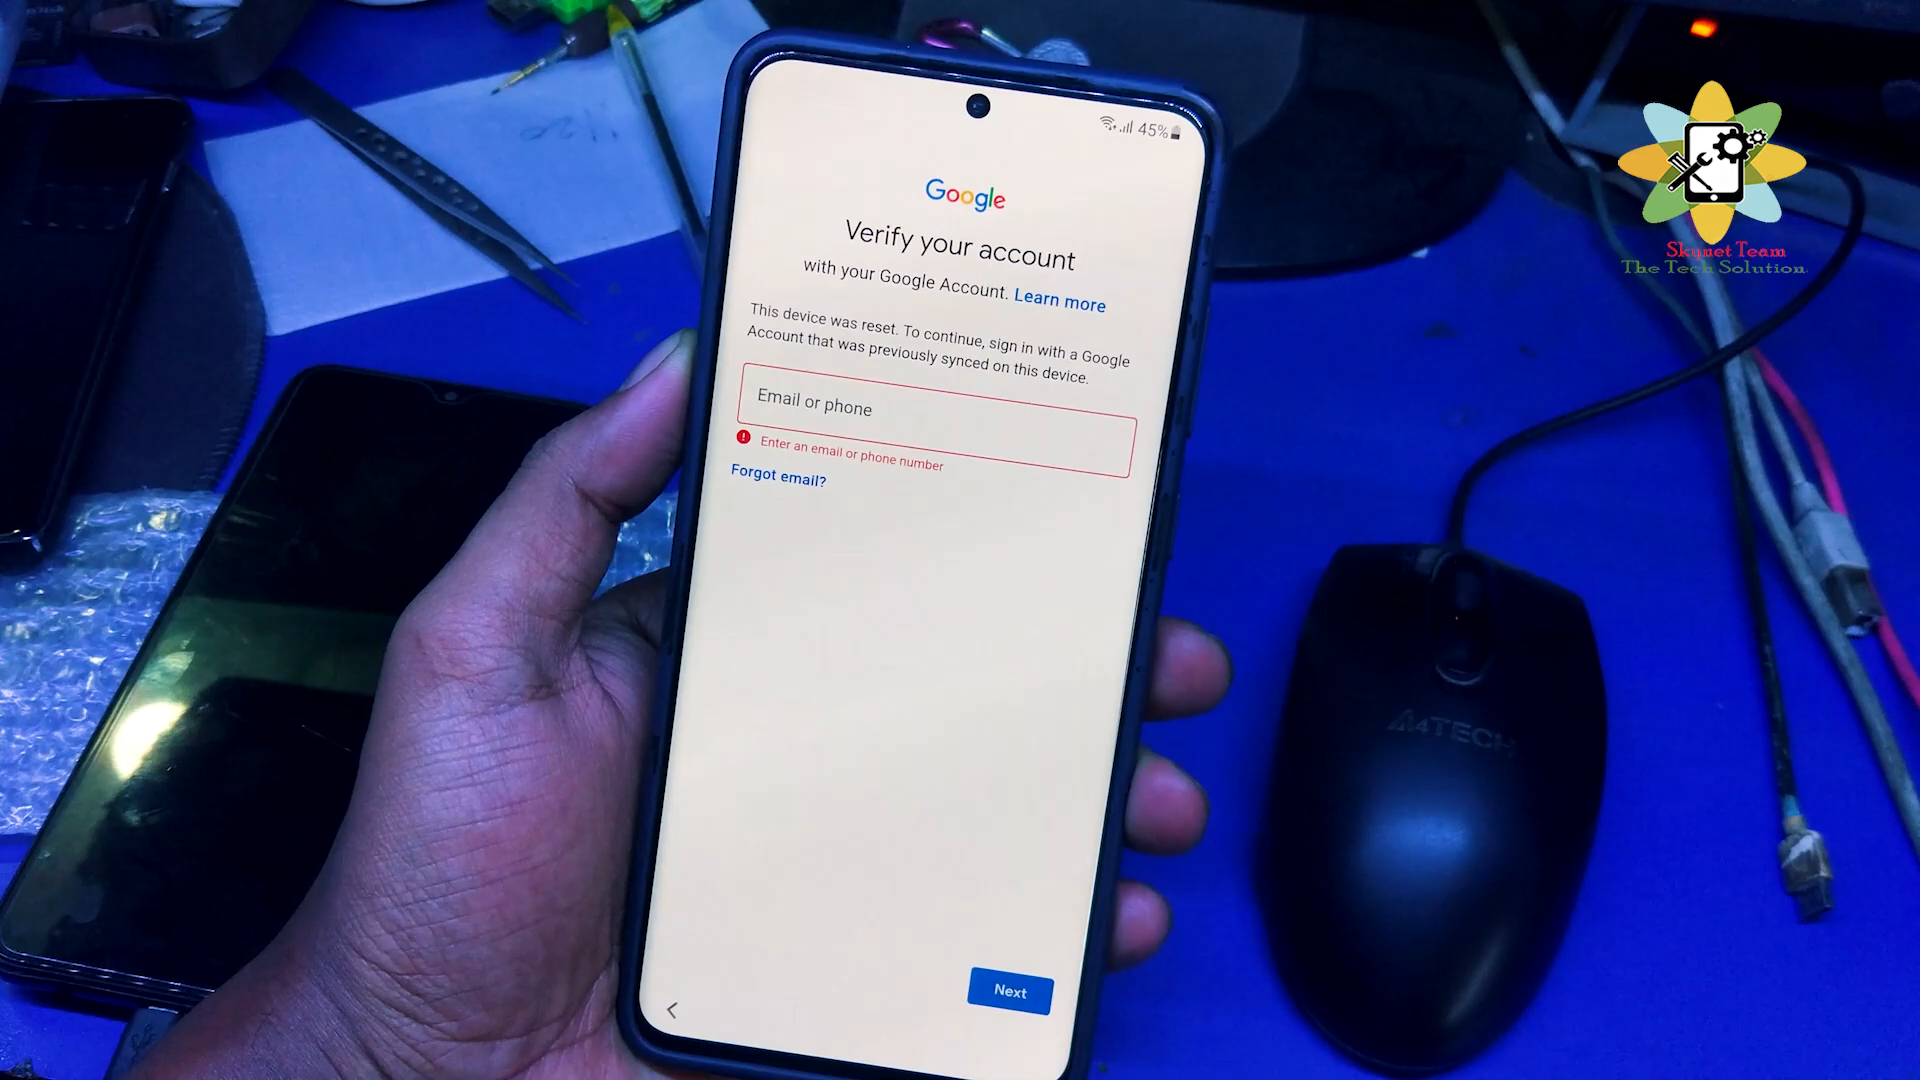 45%
Google
Verify your account
with your Google Account. Learn more
This device was reset. To continue, sign in with a Google
Account that was previously synced on this device.
Email or phone
Enter an email or phone number
Forgot email?
Next
Skynet Team
The Tech Solution.
A4TECH